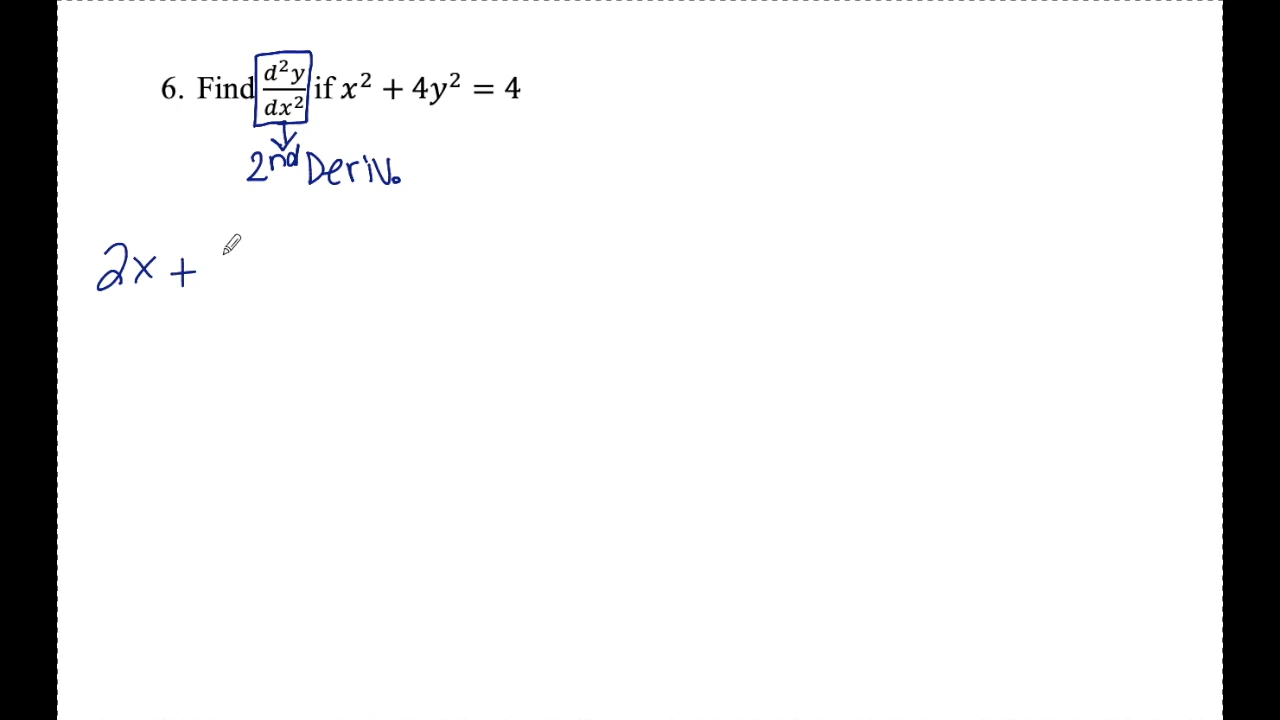 6. Find d²y/dx² if x² + 4y² = 4
2nd Deriv.
2x +